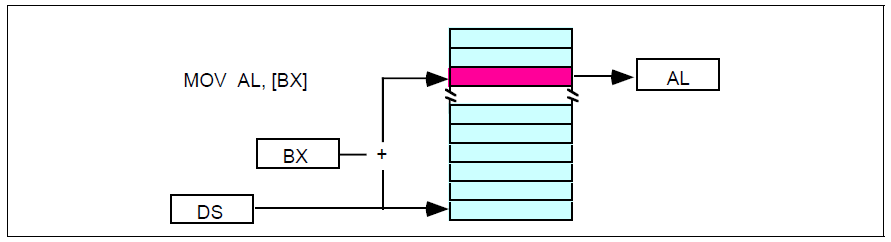 MOV AL, [BX]
AL
BX
+
DS